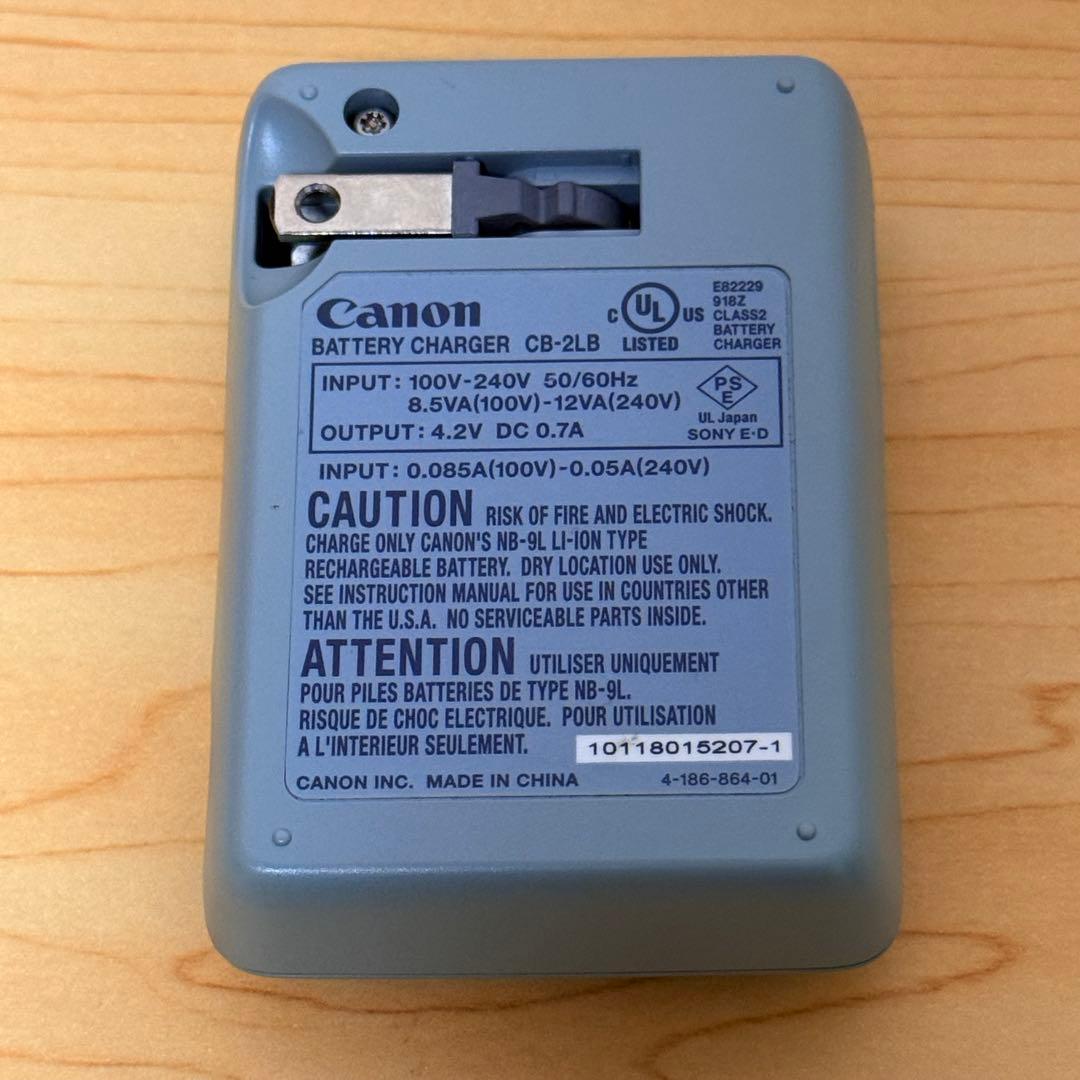 Canon
BATTERY CHARGER CB-2LB
C UL US
LISTED
E82229
918Z
CLASS2
BATTERY
CHARGER
INPUT: 100V-240V 50/60Hz
8.5VA(100V)-12VA(240V)
OUTPUT: 4.2V DC 0.7A
PS
E
UL Japan
SONY E·D
INPUT: 0.085A(100V)-0.05A(240V)
CAUTION RISK OF FIRE AND ELECTRIC SHOCK.
CHARGE ONLY CANON'S NB-9L LI-ION TYPE
RECHARGEABLE BATTERY. DRY LOCATION USE ONLY.
SEE INSTRUCTION MANUAL FOR USE IN COUNTRIES OTHER
THAN THE U.S.A. NO SERVICEABLE PARTS INSIDE.
ATTENTION UTILISER UNIQUEMENT
POUR PILES BATTERIES DE TYPE NB-9L.
RISQUE DE CHOC ELECTRIQUE. POUR UTILISATION
A L'INTERIEUR SEULEMENT.
10118015207-1
CANON INC. MADE IN CHINA 4-186-864-01